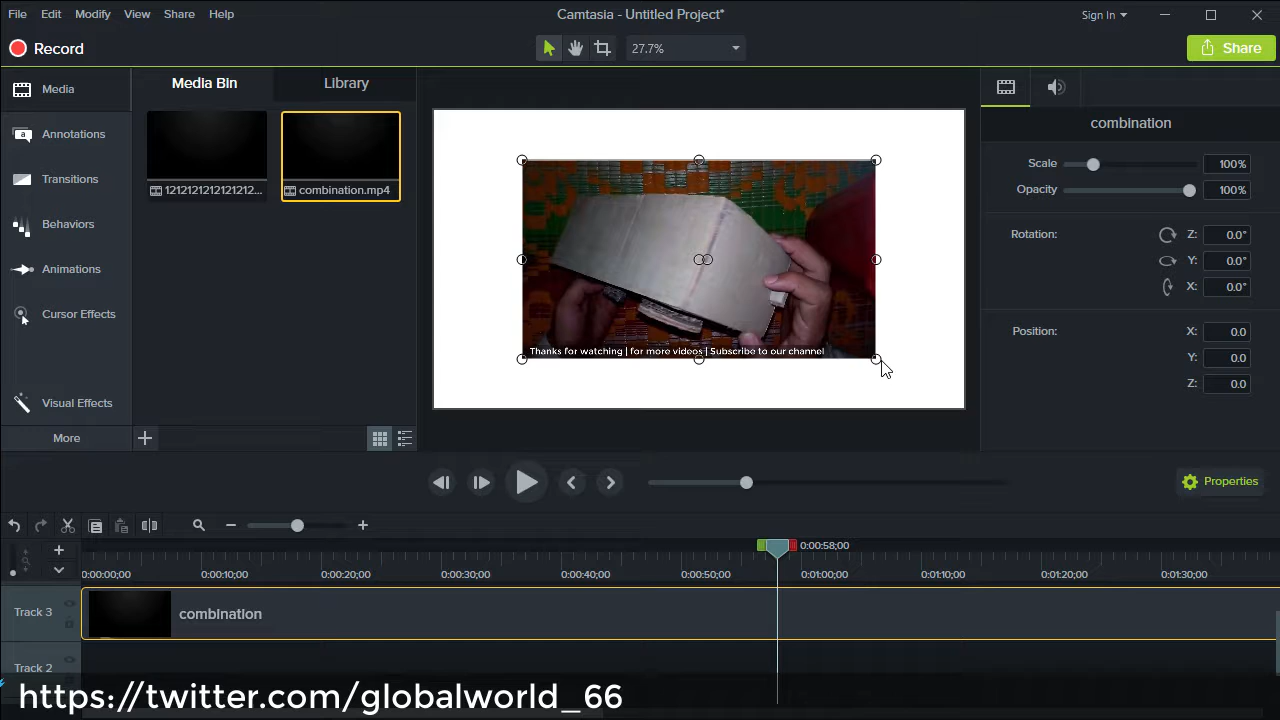 File Edit Modify View Share Help
Camtasia - Untitled Project*
Sign In
Record
27.7%
Share
Media
Media Bin
Library
Annotations
Transitions
Behaviors
Animations
Cursor Effects
Visual Effects
More
1212121212121212...
combination.mp4
Thanks for watching | for more videos | Subscribe to our channel
combination
Scale 100%
Opacity 100%
Rotation: Z: 0.0°
Y: 0.0°
X: 0.0°
Position: X: 0.0
Y: 0.0
Z: 0.0
Properties
0:00:58;00
0:00:00;00 0:00:10;00 0:00:20;00 0:00:30;00 0:00:40;00 0:00:50;00 0:01:00;00 0:01:10;00 0:01:20;00 0:01:30;00
Track 3
combination
Track 2
https://twitter.com/globalworld_66